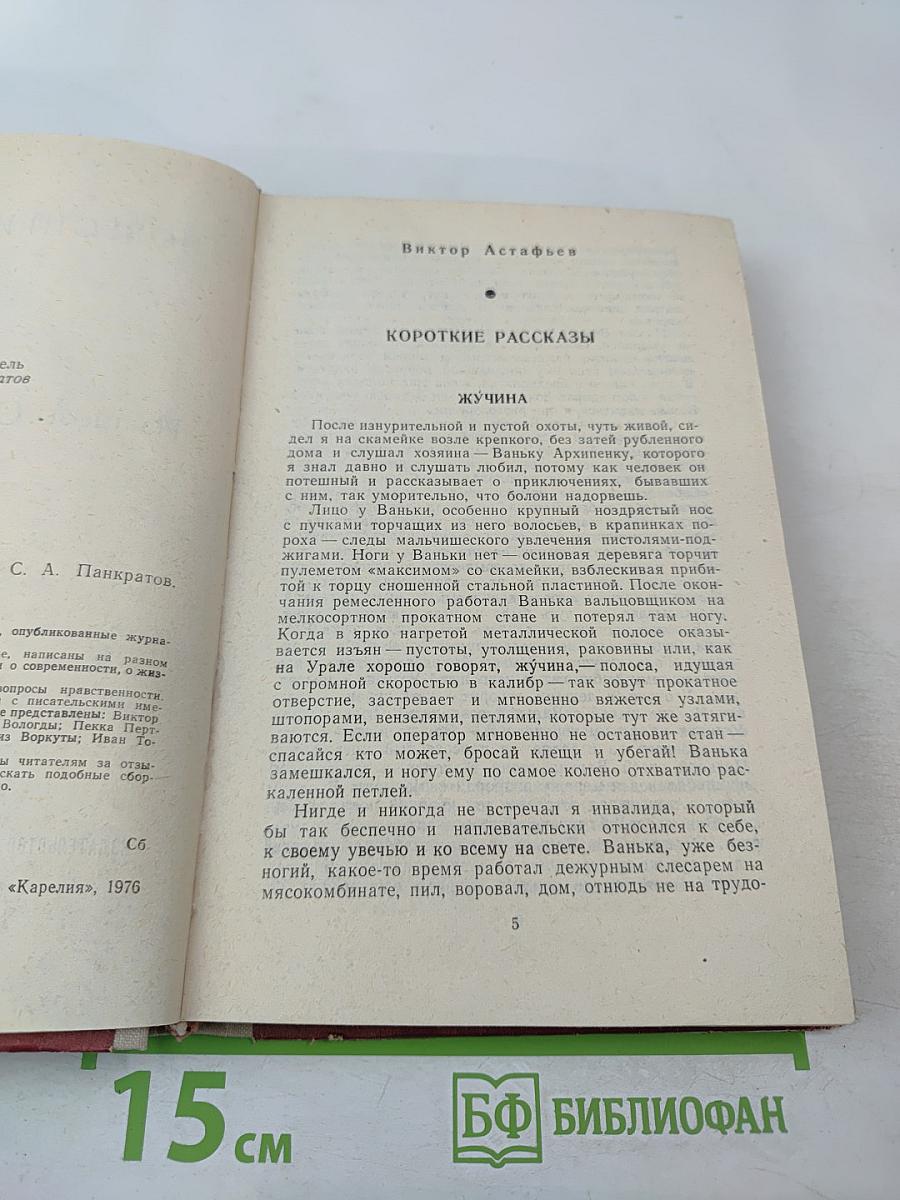 ель
атов
С. А. Панкратов.
, опубликованные журна-
е, написаны на разном
и о современности, о жиз-
вопросы нравственности.
и с писательскими име-
е представлены: Виктор
Вологды; Пекка Перт-
из Воркуты; Иван То-
ы читателям за отзы-
скать подобные сбор-
о.
Сб
«Карелия», 1976
Виктор Астафьев
КОРОТКИЕ РАССКАЗЫ
ЖУ́ЧИНА
После изнурительной и пустой охоты, чуть живой, си-
дел я на скамейке возле крепкого, без затей рубленного
дома и слушал хозяина — Ваньку Архипенку, которого
я знал давно и слушать любил, потому как человек он
потешный и рассказывает о приключениях, бывавших
с ним, так уморительно, что болони надорвешь.
Лицо у Ваньки, особенно крупный ноздрястый нос
с пучками торчащих из него волосьев, в крапинках по-
роха — следы мальчишеского увлечения пистолями-под-
жигами. Ноги у Ваньки нет — осиновая деревяга торчит
пулеметом «максимом» со скамейки, взблескивая приби-
той к торцу сношенной стальной пластиной. После окон-
чания ремесленного работал Ванька вальцовщиком на
мелкосортном прокатном стане и потерял там ногу.
Когда в ярко нагретой металлической полосе оказы-
вается изъян — пустоты, утолщения, раковины или, как
на Урале хорошо говорят, жу́чина,— полоса, идущая
с огромной скоростью в калибр — так зовут прокатное
отверстие, застревает и мгновенно вяжется узлами,
штопорами, вензелями, петлями, которые тут же затяги-
ваются. Если оператор мгновенно не остановит стан —
спасайся кто может, бросай клещи и убегай! Ванька
замешкался, и ногу ему по самое колено отхватило рас-
каленной петлей.
Нигде и никогда не встречал я инвалида, который
бы так беспечно и наплевательски относился к себе,
к своему увечью и ко всему на свете. Ванька, уже без-
ногий, какое-то время работал дежурным слесарем на
мясокомбинате, пил, воровал, дом, отнюдь не на трудо-
5
15 см
БФ БИБЛИОФАН